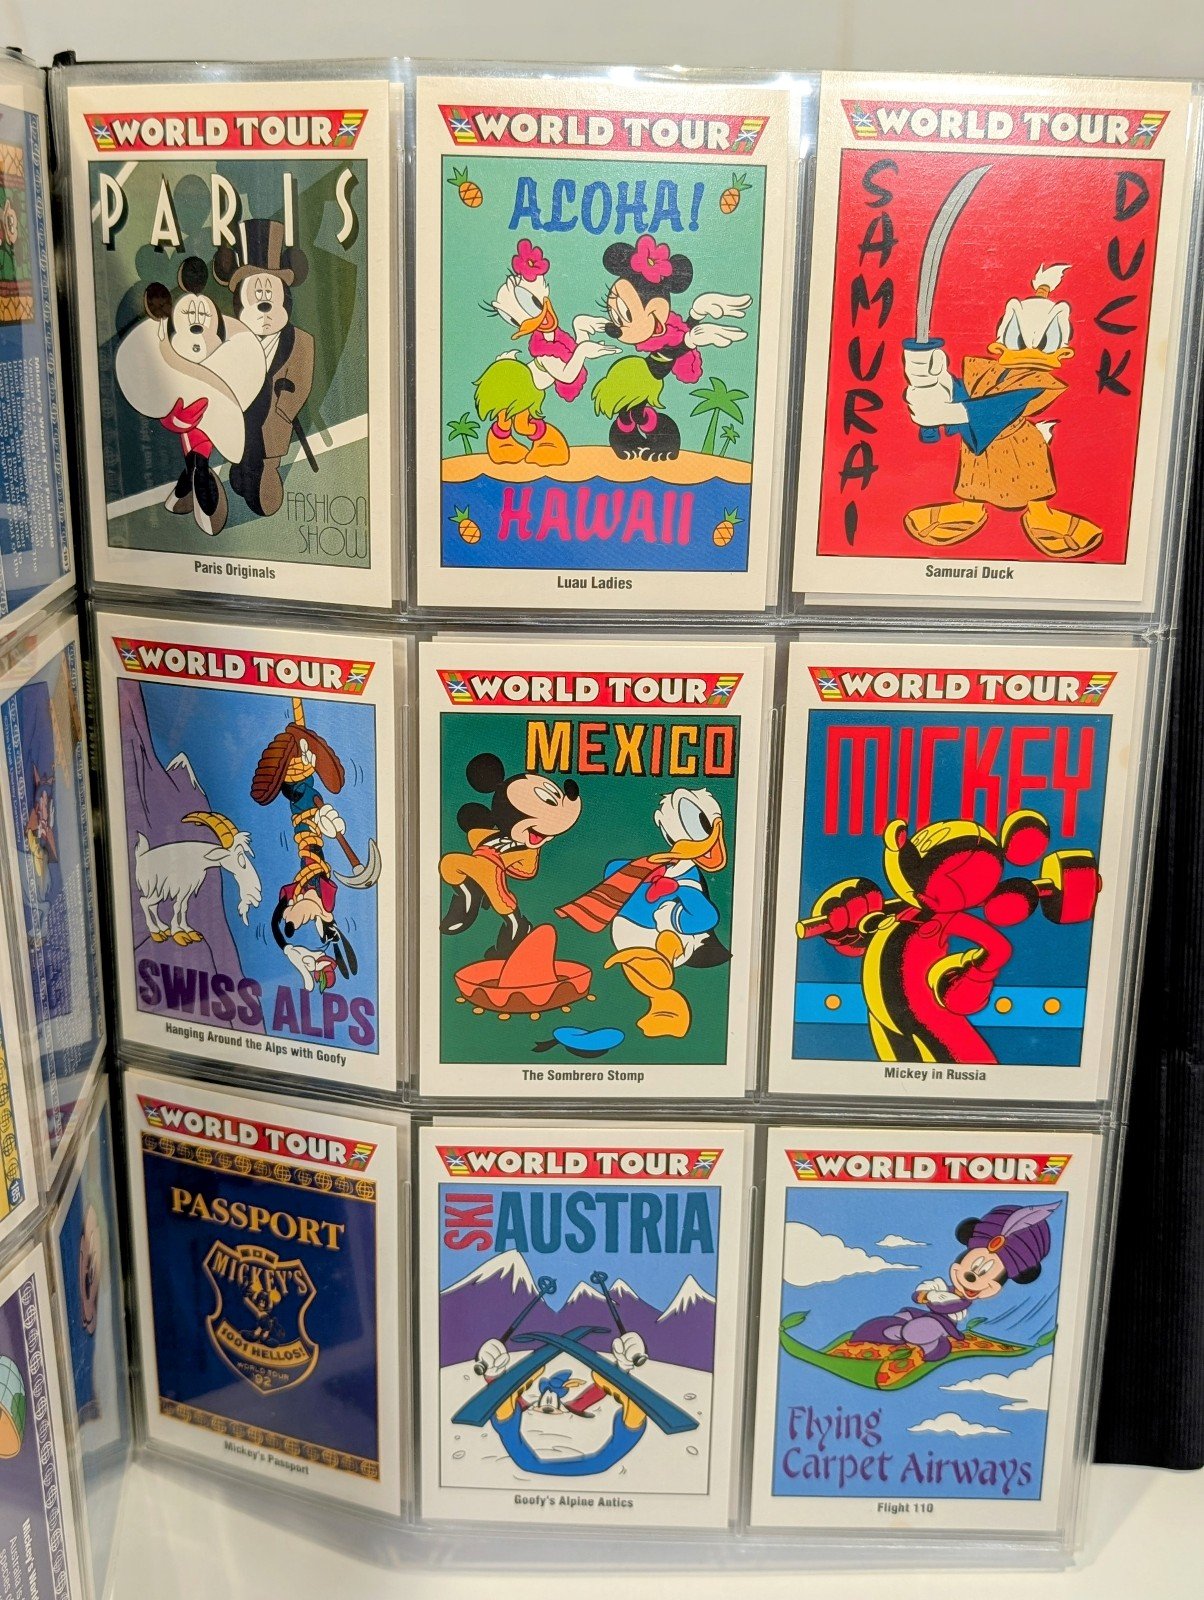 WORLD TOUR
PARIS
FASHION
SHOW
Paris Originals
WORLD TOUR
ALOHA!
HAWAII
Luau Ladies
WORLD TOUR
SAMURAI
DUCK
Samurai Duck
WORLD TOUR
SWISS ALPS
Hanging Around the Alps with Goofy
WORLD TOUR
MEXICO
The Sombrero Stomp
WORLD TOUR
MICKEY
Mickey in Russia
WORLD TOUR
PASSPORT
MICKEY'S
1001 HELLOS!
WORLD TOUR
'92
Mickey's Passport
WORLD TOUR
SKI
AUSTRIA
Goofy's Alpine Antics
WORLD TOUR
Flying
Carpet Airways
Flight 110